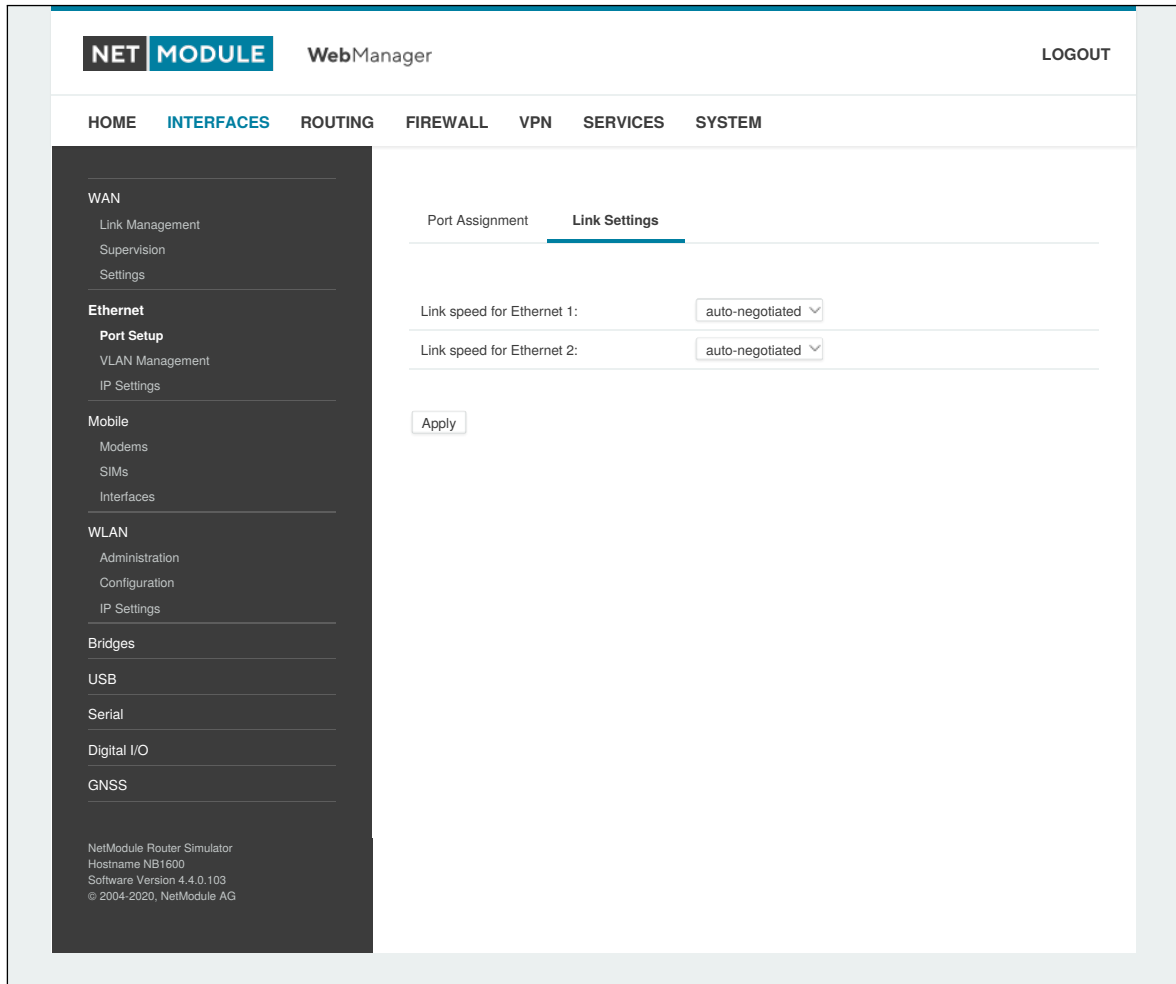 NET MODULE WebManager LOGOUT
HOME INTERFACES ROUTING FIREWALL VPN SERVICES SYSTEM
WAN
Link Management
Supervision
Settings
Ethernet
Port Setup
VLAN Management
IP Settings
Mobile
Modems
SIMs
Interfaces
WLAN
Administration
Configuration
IP Settings
Bridges
USB
Serial
Digital I/O
GNSS
NetModule Router Simulator
Hostname NB1600
Software Version 4.4.0.103
© 2004-2020, NetModule AG
Port Assignment Link Settings
Link speed for Ethernet 1: auto-negotiated
Link speed for Ethernet 2: auto-negotiated
Apply